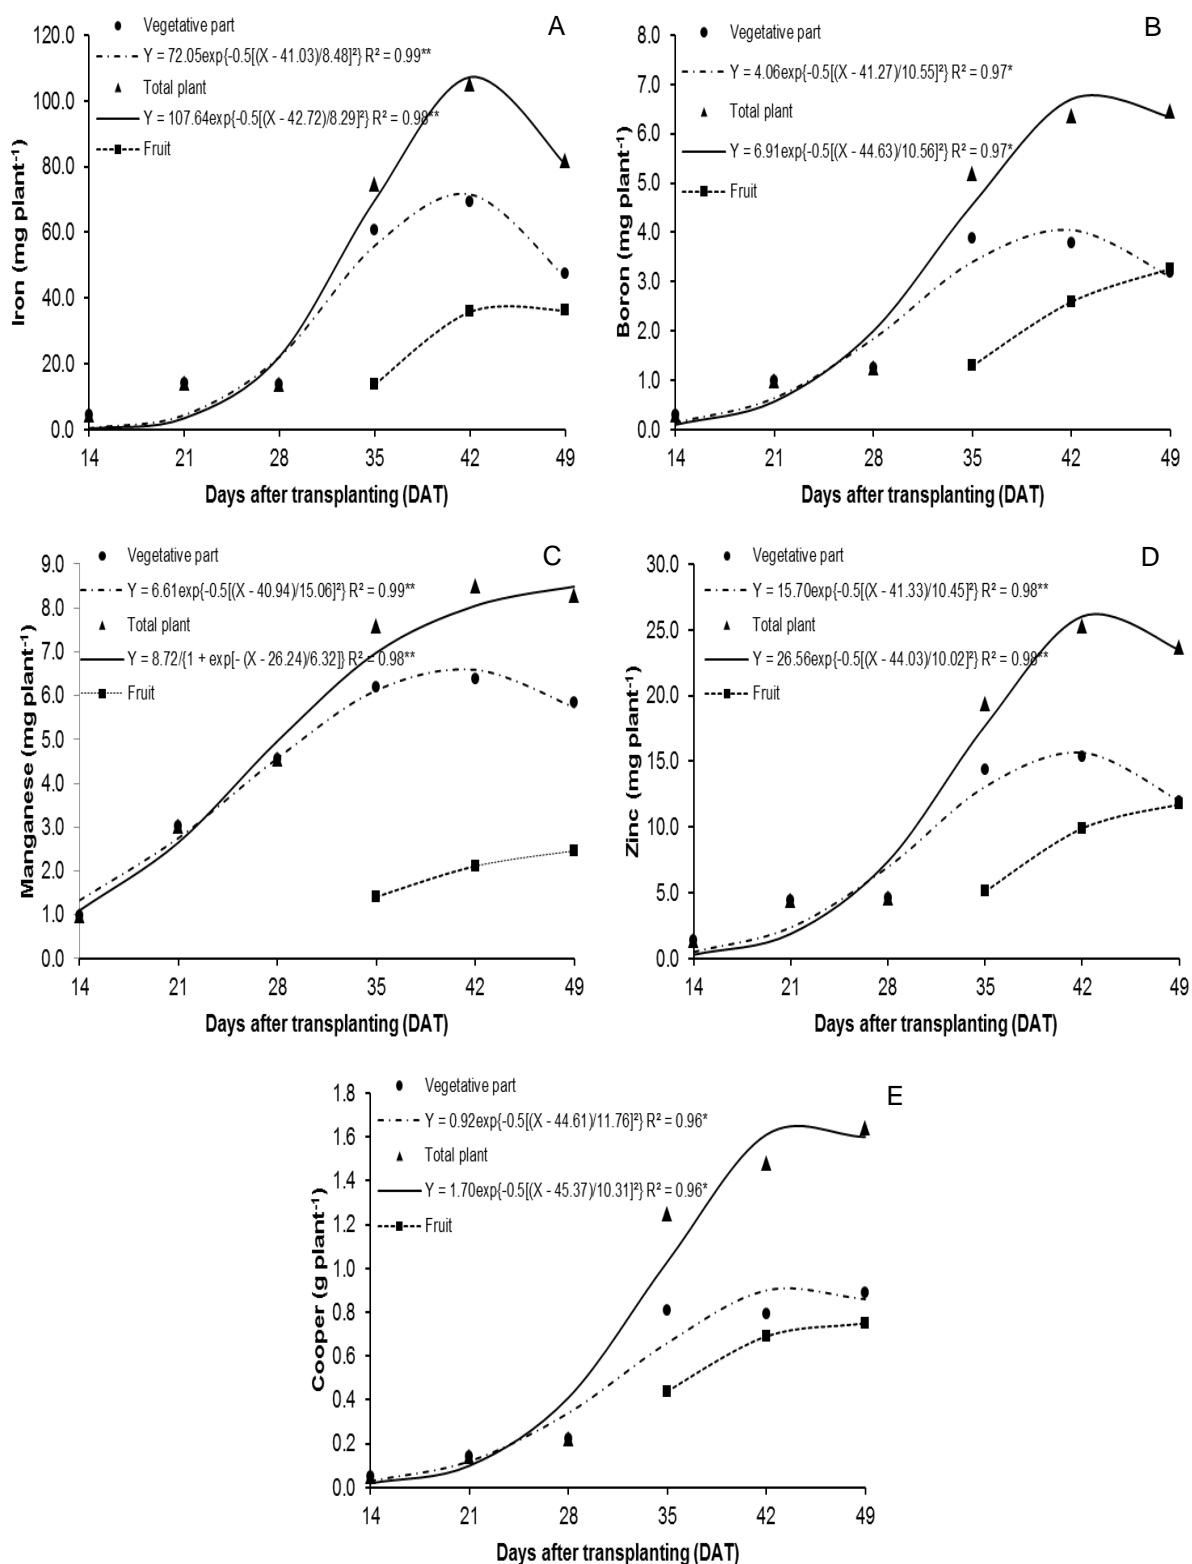 A
Vegetative part
Y = 72.05exp{-0.5[(X - 41.03)/8.48]²} R² = 0.99**
Total plant
Y = 107.64exp{-0.5[(X - 42.72)/8.29]²} R² = 0.98**
Fruit
Iron (mg plant⁻¹)
120.0
100.0
80.0
60.0
40.0
20.0
0.0
14 21 28 35 42 49
Days after transplanting (DAT)
B
Vegetative part
Y = 4.06exp{-0.5[(X - 41.27)/10.55]²} R² = 0.97*
Total plant
Y = 6.91exp{-0.5[(X - 44.63)/10.56]²} R² = 0.97*
Fruit
Boron (mg plant⁻¹)
8.0
7.0
6.0
5.0
4.0
3.0
2.0
1.0
0.0
14 21 28 35 42 49
Days after transplanting (DAT)
C
Vegetative part
Y = 6.61exp{-0.5[(X - 40.94)/15.06]²} R² = 0.99**
Total plant
Y = 8.72/{1 + exp[- (X - 26.24)/6.32]} R² = 0.98**
Fruit
Manganese (mg plant⁻¹)
9.0
8.0
7.0
6.0
5.0
4.0
3.0
2.0
1.0
0.0
14 21 28 35 42 49
Days after transplanting (DAT)
D
Vegetative part
Y = 15.70exp{-0.5[(X - 41.33)/10.45]²} R² = 0.98**
Total plant
Y = 26.56exp{-0.5[(X - 44.03)/10.02]²} R² = 0.98**
Fruit
Zinc (mg plant⁻¹)
30.0
25.0
20.0
15.0
10.0
5.0
0.0
14 21 28 35 42 49
Days after transplanting (DAT)
E
Vegetative part
Y = 0.92exp{-0.5[(X - 44.61)/11.76]²} R² = 0.96*
Total plant
Y = 1.70exp{-0.5[(X - 45.37)/10.31]²} R² = 0.96*
Fruit
Cooper (g plant⁻¹)
1.8
1.6
1.4
1.2
1.0
0.8
0.6
0.4
0.2
0.0
14 21 28 35 42 49
Days after transplanting (DAT)